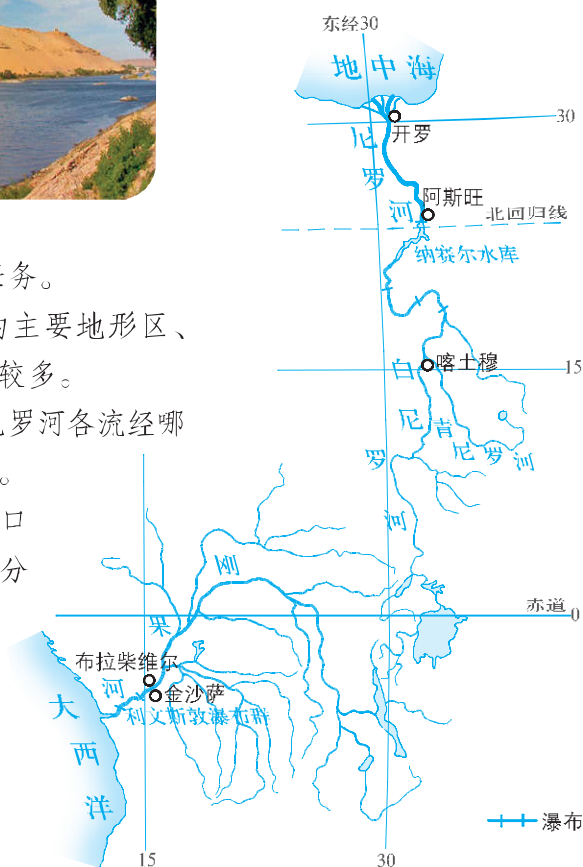 东经30
地中海
30
开罗
尼罗河
阿斯旺
北回归线
纳赛尔水库
务。
主要地形区、
较多。
罗河各流经哪
。
口
分
喀土穆
15
白尼罗河
青尼罗河
刚果河
赤道
0
布拉柴维尔
金沙萨
利文斯敦瀑布群
大西洋
瀑布
15
30